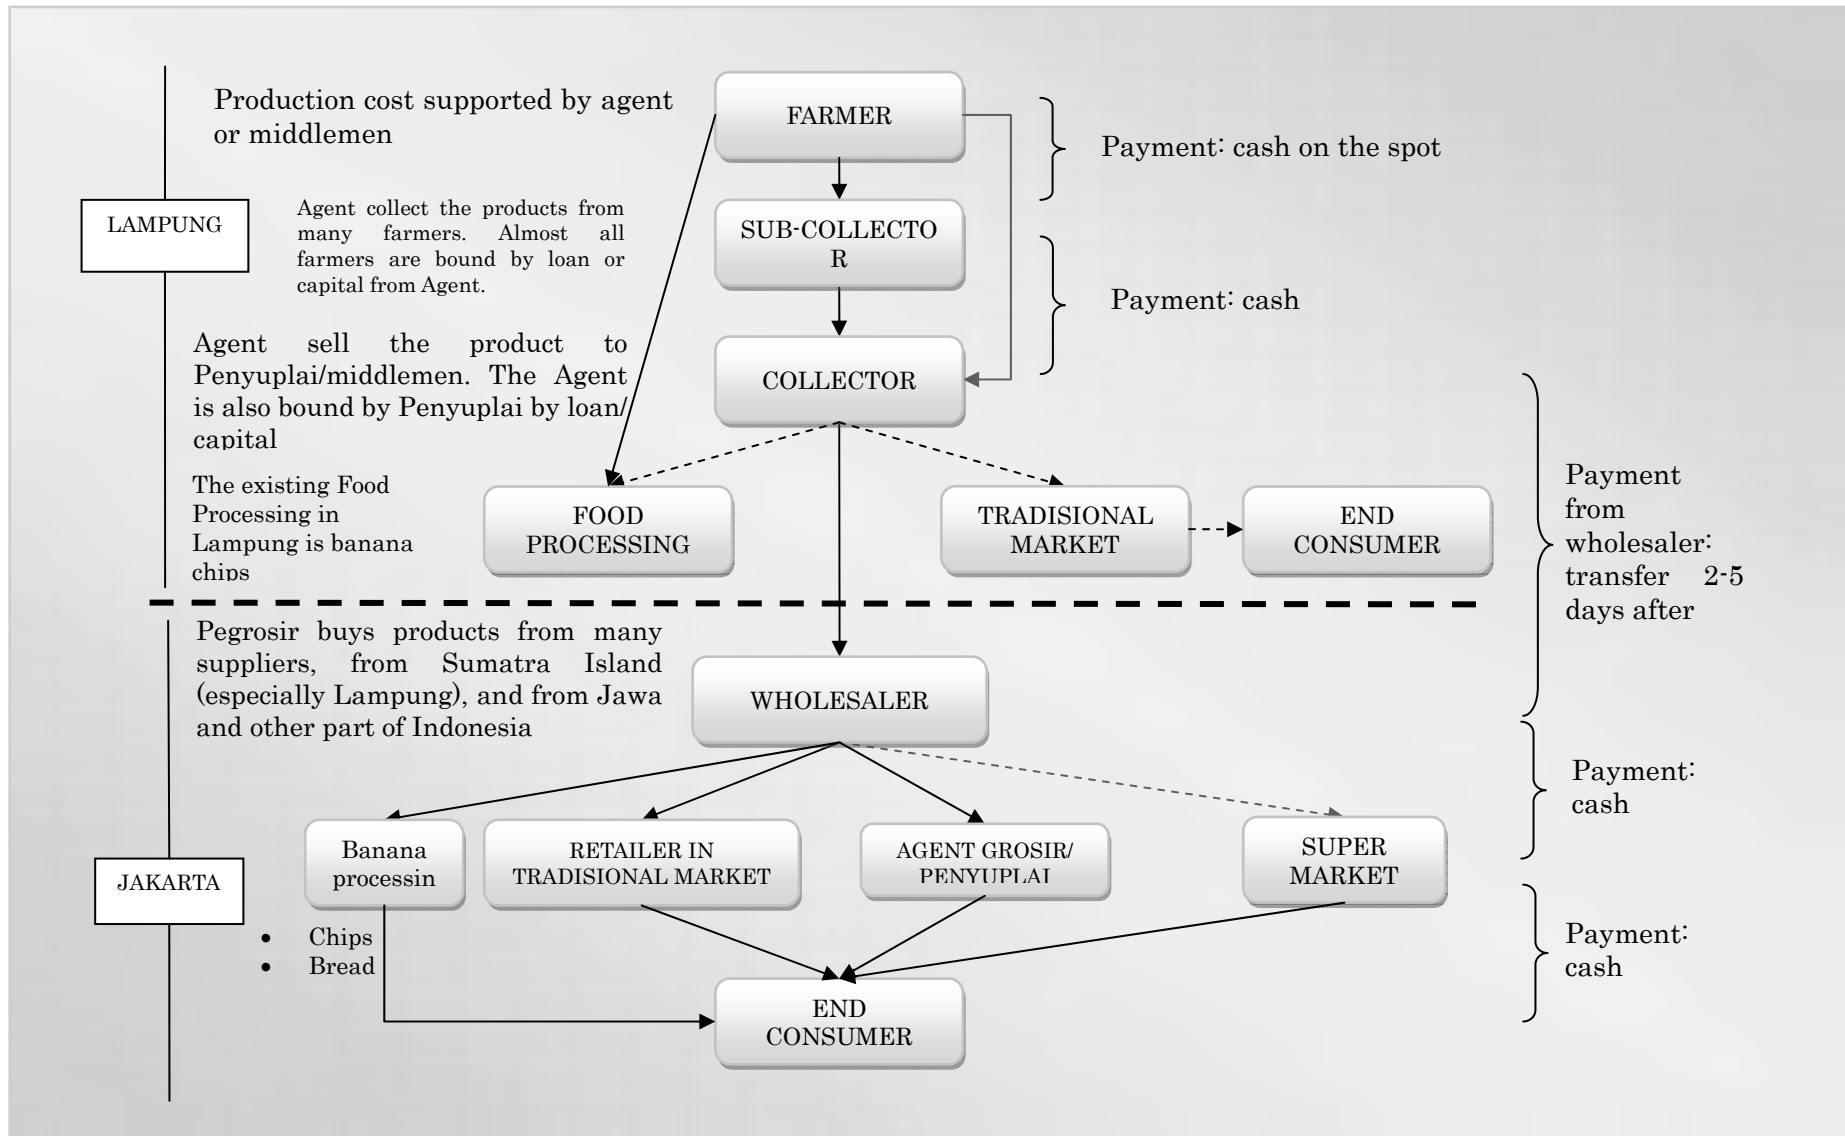 Production cost supported by agent
or middlemen
FARMER
Payment: cash on the spot
LAMPUNG
Agent collect the products from
many farmers. Almost all
farmers are bound by loan or
capital from Agent.
SUB-COLLECTO
R
Payment: cash
Agent sell the product to
Penyuplai/middlemen. The Agent
is also bound by Penyuplai by loan/
capital
COLLECTOR
The existing Food
Processing in
Lampung is banana
chips
FOOD
PROCESSING
TRADISIONAL
MARKET
END
CONSUMER
Payment
from
wholesaler:
transfer 2-5
days after
Pegrosir buys products from many
suppliers, from Sumatra Island
(especially Lampung), and from Jawa
and other part of Indonesia
WHOLESALER
Payment:
cash
JAKARTA
Banana
processin
RETAILER IN
TRADISIONAL MARKET
AGENT GROSIR/
PENYUPLAI
SUPER
MARKET
• Chips
• Bread
Payment:
cash
END
CONSUMER